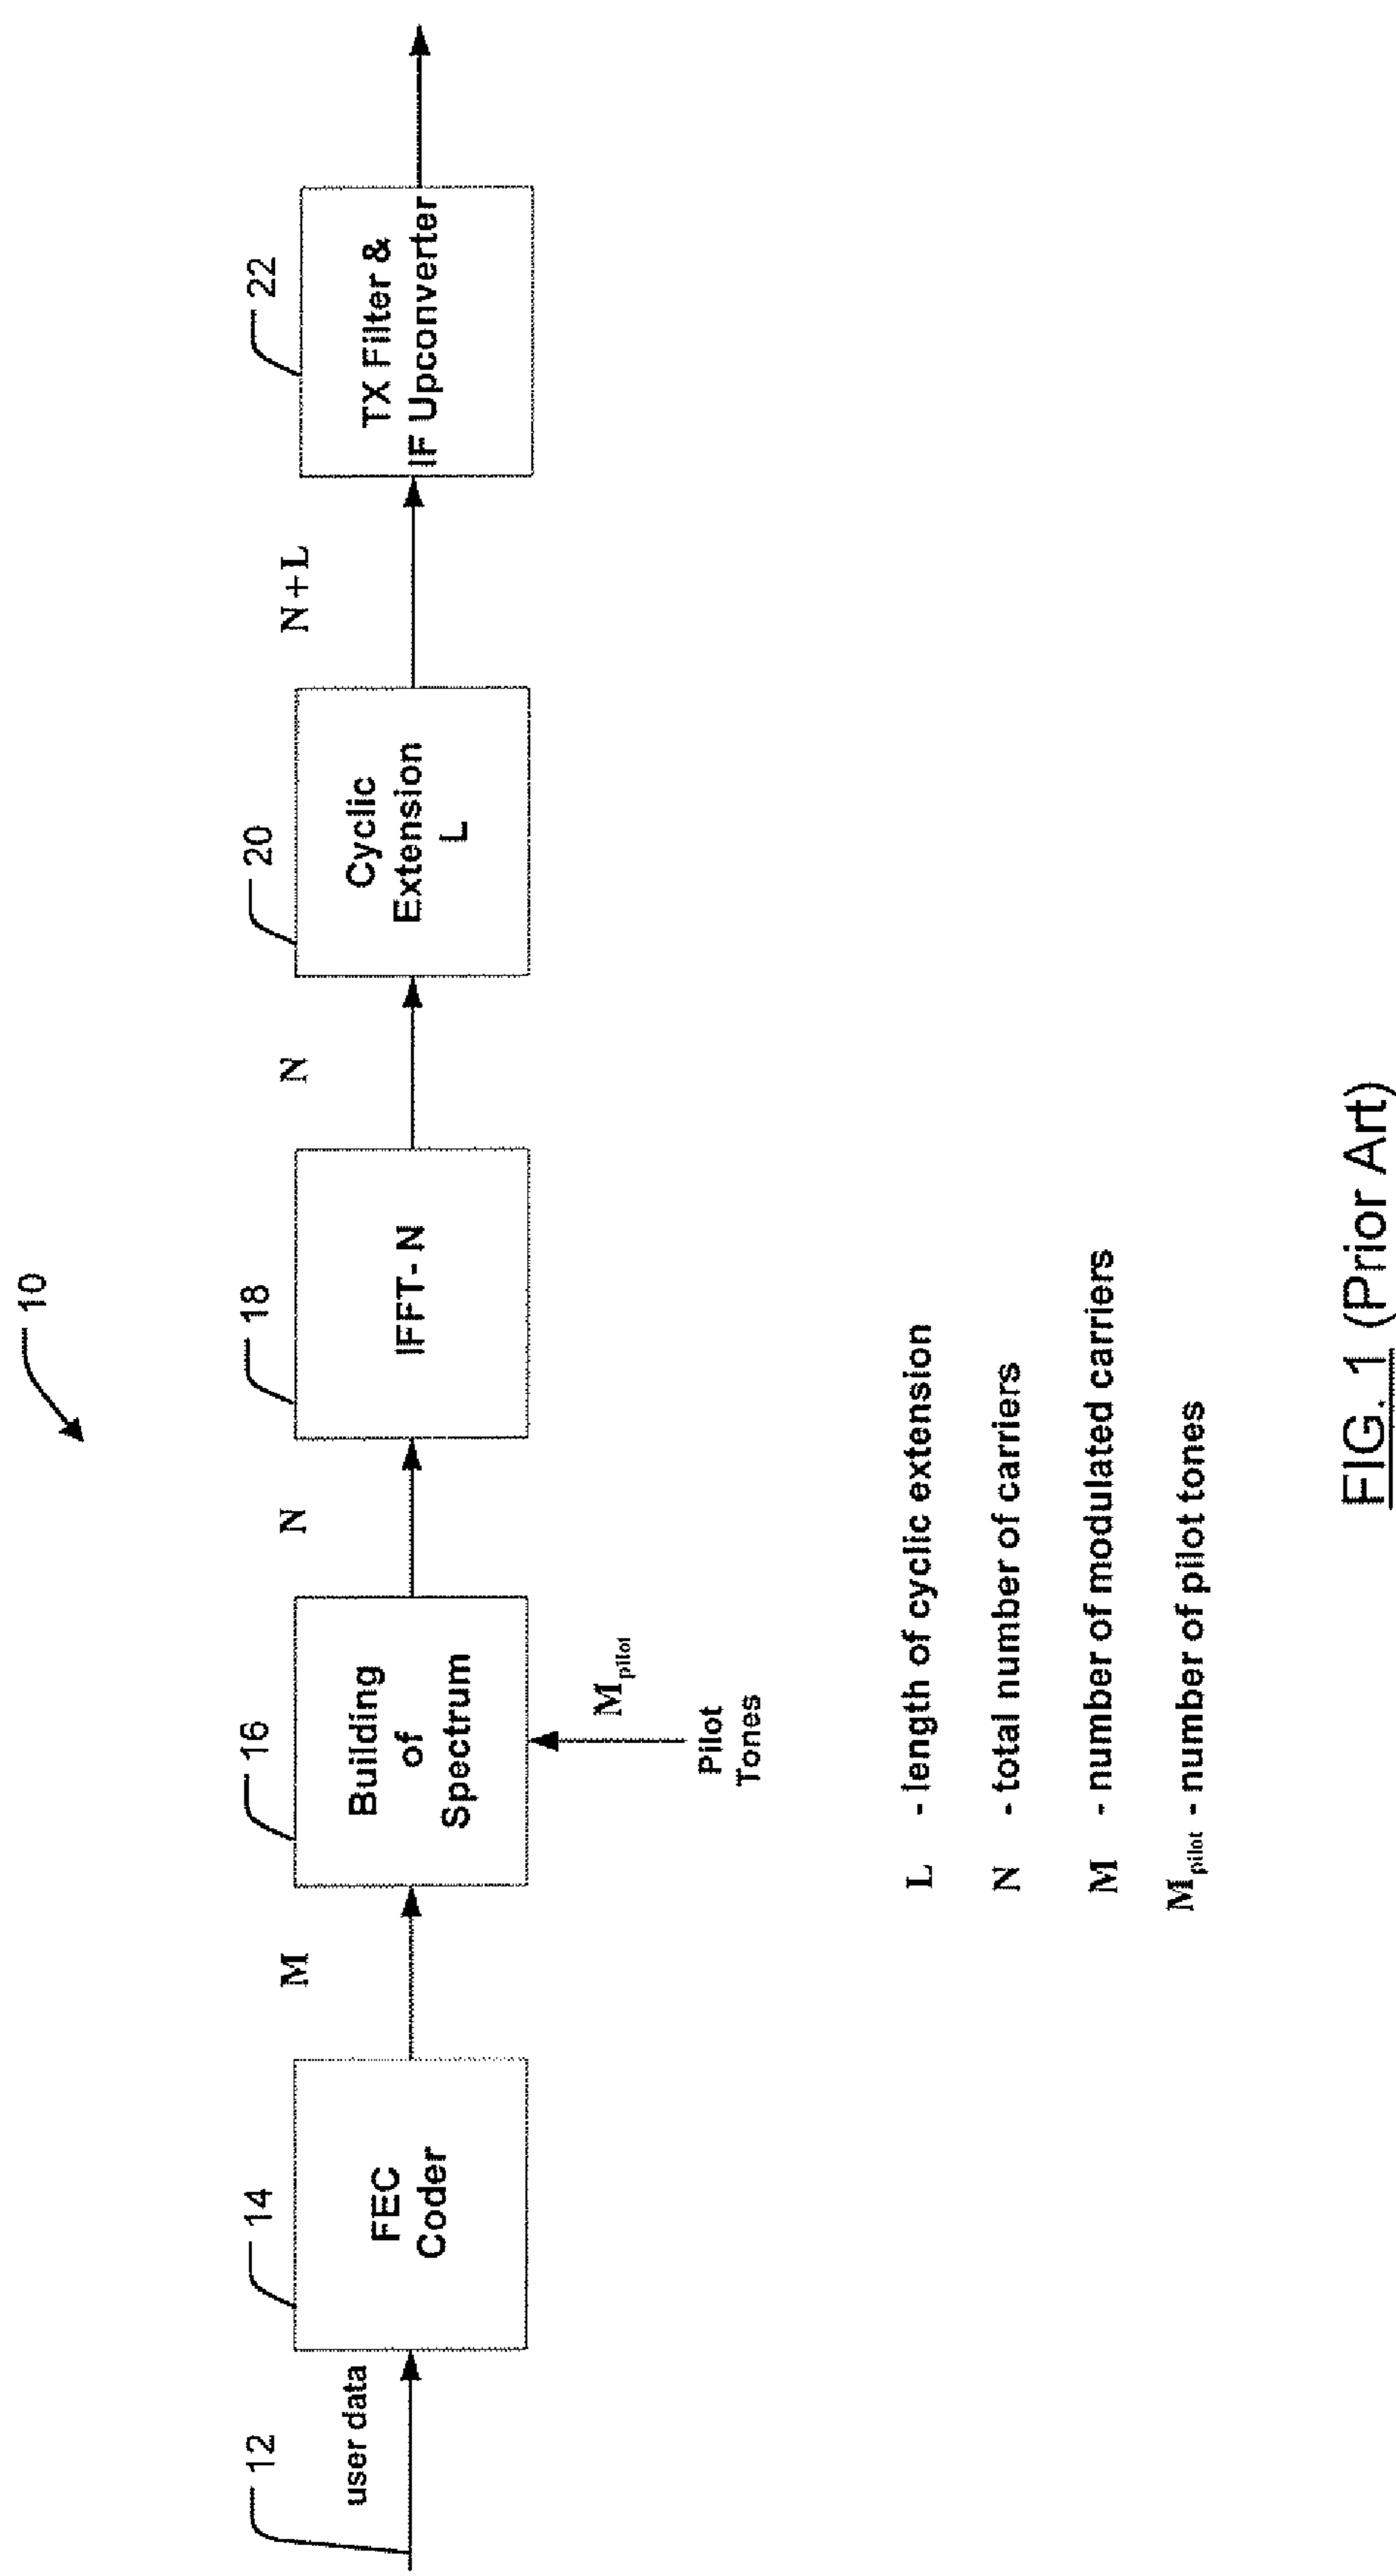 10
12
user data
14
FEC
Coder
M
16
Building
of
Spectrum
M_pilot
Pilot
Tones
N
18
IFFT- N
N
20
Cyclic
Extension
L
N+L
22
TX Filter &
IF Upconverter
L - length of cyclic extension
N - total number of carriers
M - number of modulated carriers
M_pilot - number of pilot tones
FIG. 1 (Prior Art)